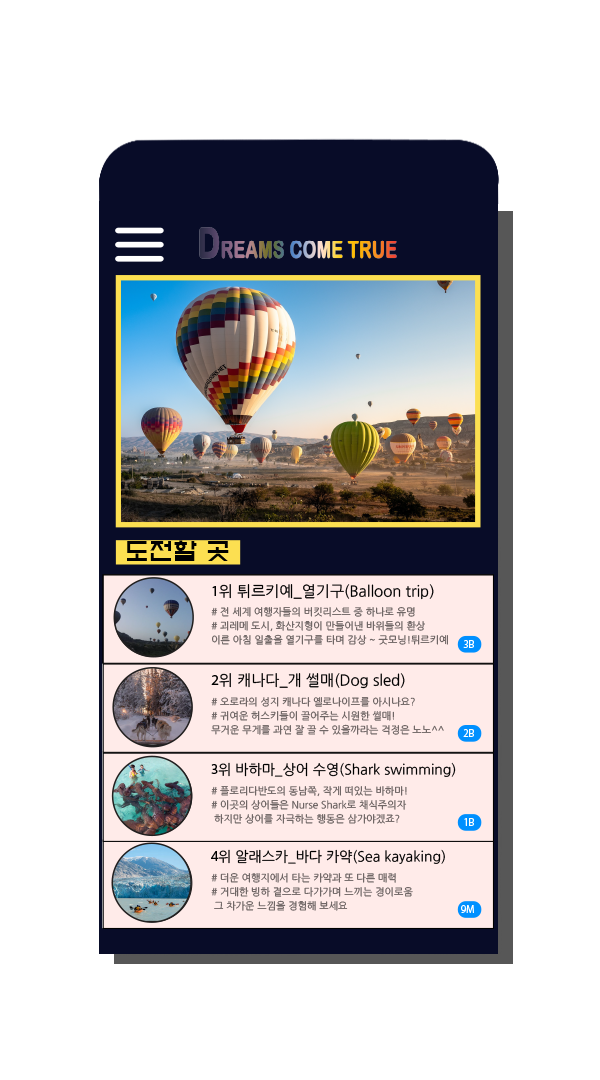 DREAMS COME TRUE
도전할 곳
1위 튀르키예_열기구(Balloon trip)
# 전 세계 여행자들의 버킷리스트 중 하나로 유명
# 괴레메 도시, 화산지형이 만들어낸 바위들의 환상
이른 아침 일출을 열기구를 타며 감상 ~ 굿모닝!튀르키예
3B
2위 캐나다_개 썰매(Dog sled)
# 오로라의 성지 캐나다 옐로나이프를 아시나요?
# 귀여운 허스키들이 끌어주는 시원한 썰매!
무거운 무게를 과연 잘 끌 수 있을까라는 걱정은 노노^^
2B
3위 바하마_상어 수영(Shark swimming)
# 플로리다반도의 동남쪽, 작게 떠있는 바하마!
# 이곳의 상어들은 Nurse Shark로 채식주의자
하지만 상어를 자극하는 행동은 삼가야겠죠?
1B
4위 알래스카_바다 카약(Sea kayaking)
# 더운 여행지에서 타는 카약과 또 다른 매력
# 거대한 빙하 곁으로 다가가며 느끼는 경이로움
그 차가운 느낌을 경험해 보세요
9M